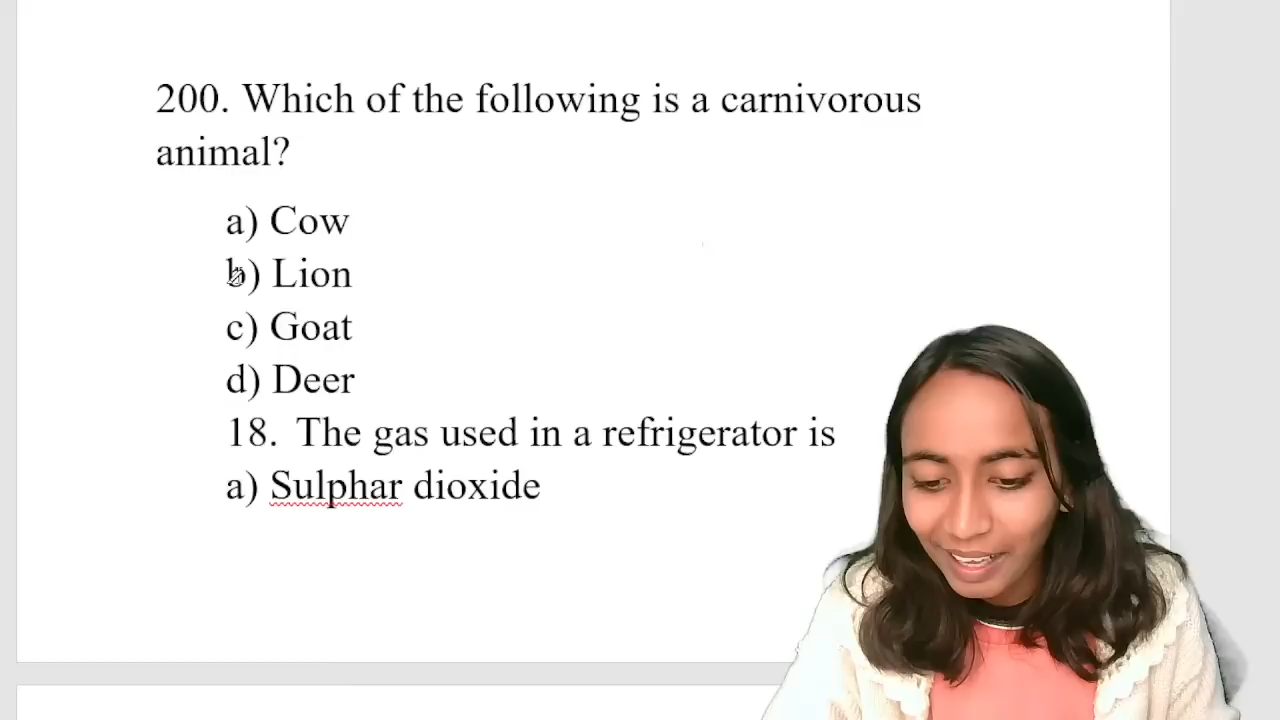 200. Which of the following is a carnivorous
animal?
a) Cow
b) Lion
c) Goat
d) Deer
18. The gas used in a refrigerator is
a) Sulphar dioxide